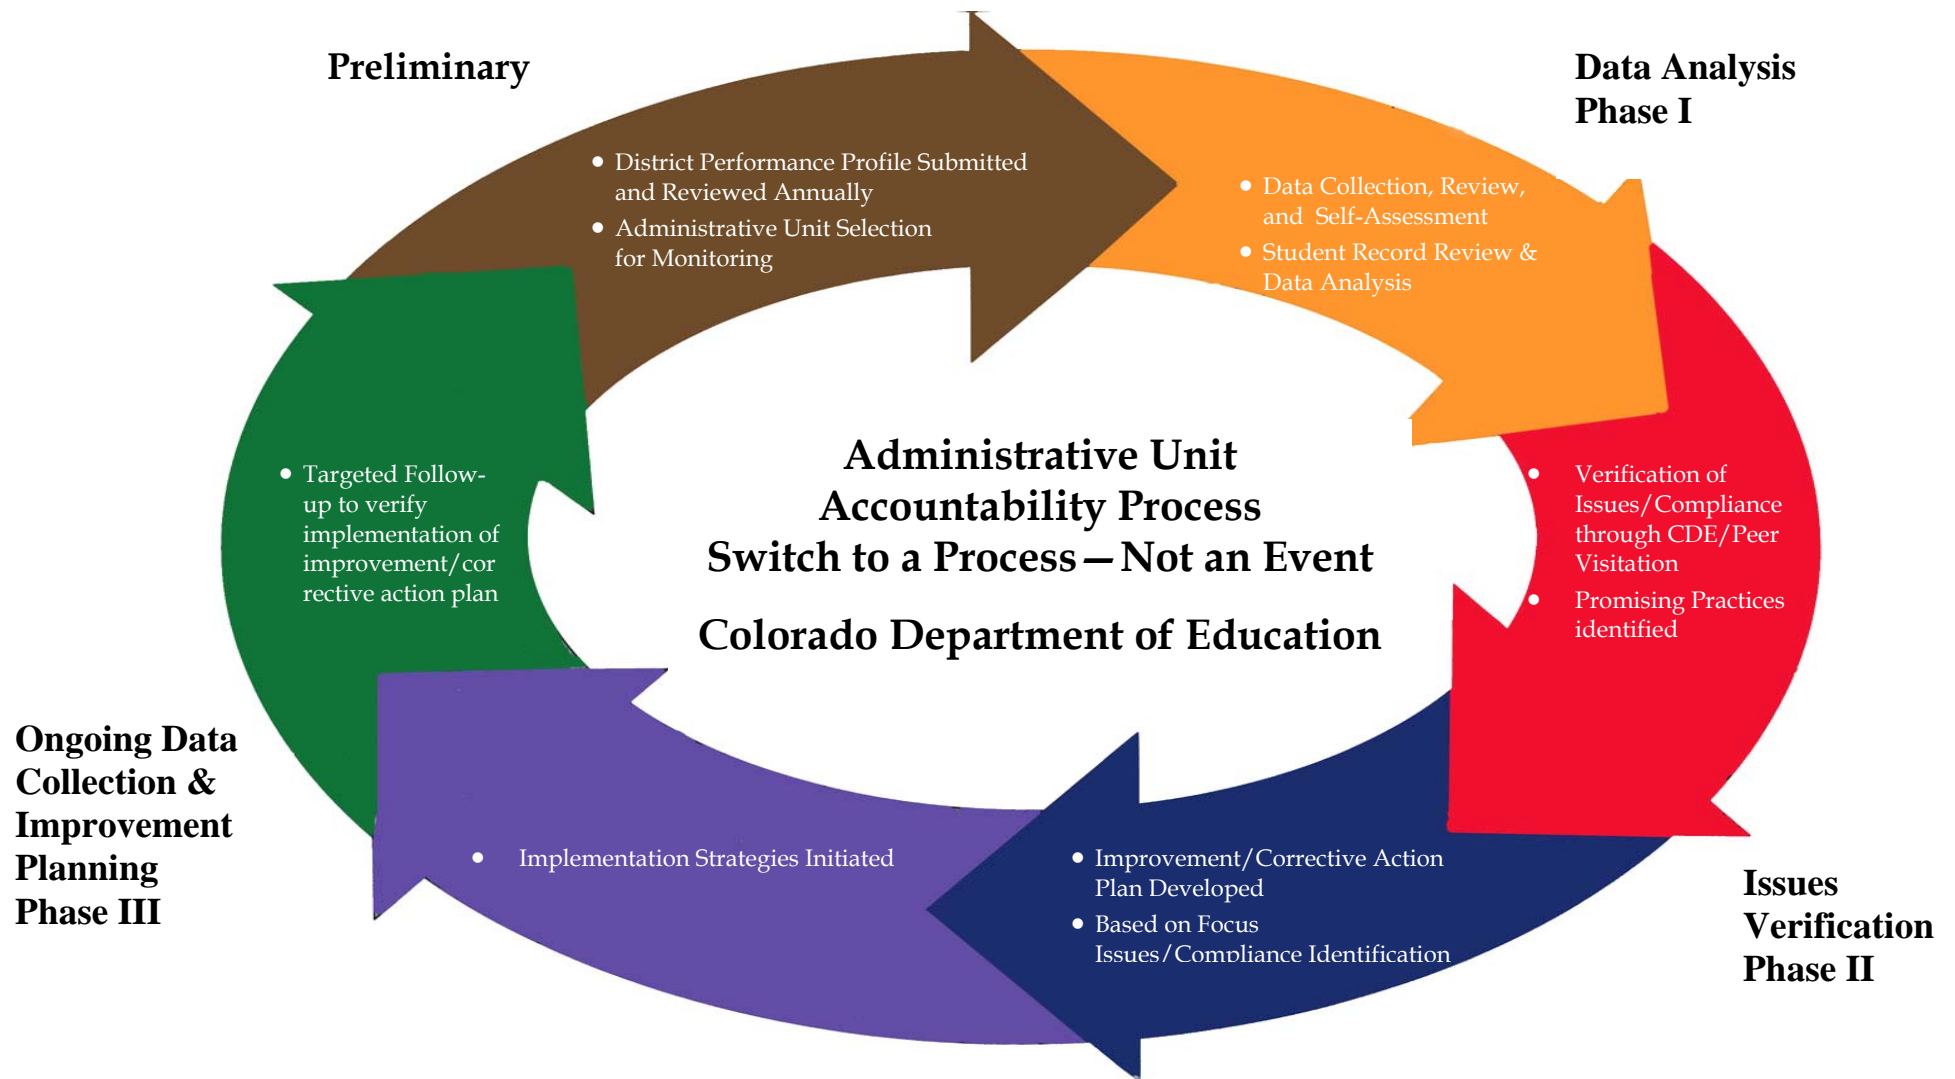 Preliminary
• District Performance Profile Submitted
and Reviewed Annually
• Administrative Unit Selection
for Monitoring
Data Analysis
Phase I
• Data Collection, Review,
and Self-Assessment
• Student Record Review &
Data Analysis
• Verification of
Issues/Compliance
through CDE/Peer
Visitation
• Promising Practices
identified
Issues
Verification
Phase II
• Improvement/Corrective Action
Plan Developed
• Based on Focus
Issues/Compliance Identification
• Implementation Strategies Initiated
Ongoing Data
Collection &
Improvement
Planning
Phase III
• Targeted Follow-
up to verify
implementation of
improvement/cor
rective action plan
Administrative Unit
Accountability Process
Switch to a Process—Not an Event
Colorado Department of Education